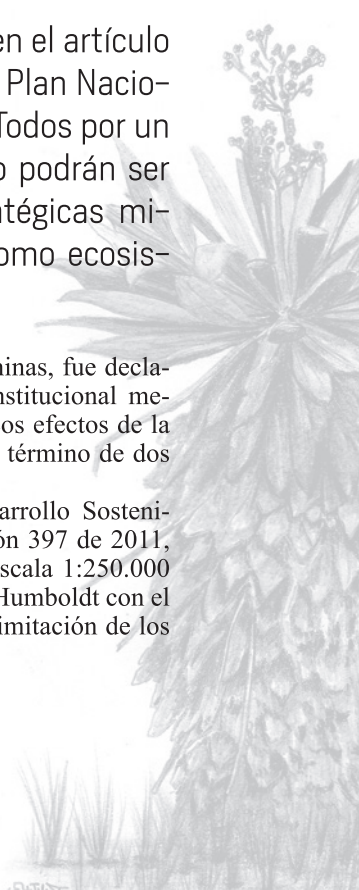 en el artículo
Plan Nacio-
Todos por un
o podrán ser
atégicas mi-
omo ecosis-
inas, fue decla-
nstitucional me-
os efectos de la
término de dos
arrollo Sosteni-
ón 397 de 2011,
scala 1:250.000
Humboldt con el
imitación de los